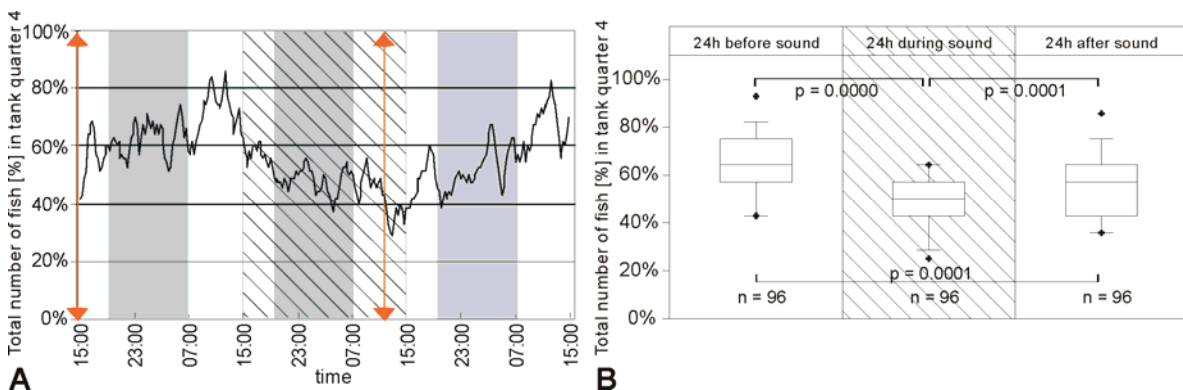 A
Total number of fish [%] in tank quarter 4
100%
80%
60%
40%
20%
0%
15:00
23:00
07:00
15:00
23:00
07:00
15:00
23:00
07:00
15:00
time
B
Total number of fish [%] in tank quarter 4
24h before sound
24h during sound
24h after sound
100%
80%
60%
40%
20%
0%
p = 0.0000
p = 0.0001
p = 0.0001
n = 96
n = 96
n = 96